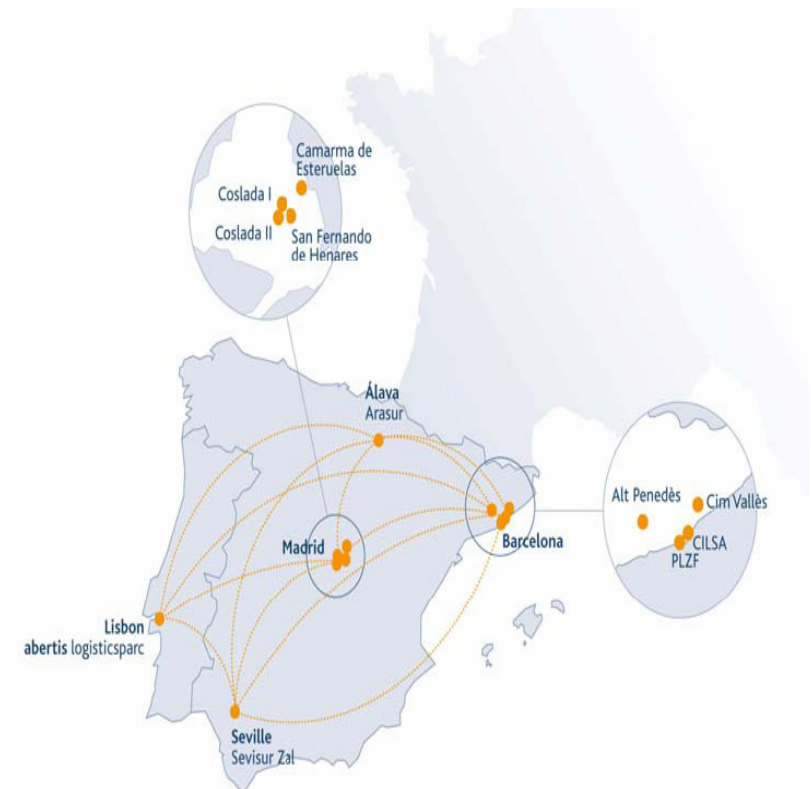 Camarma de
Esteruelas
Coslada I
Coslada II
San Fernando
de Henares
Álava
Arasur
Alt Penedès
Cim Vallès
CILSA
PLZF
Madrid
Barcelona
Lisbon
abertis logisticsparc
Seville
Sevisur Zal